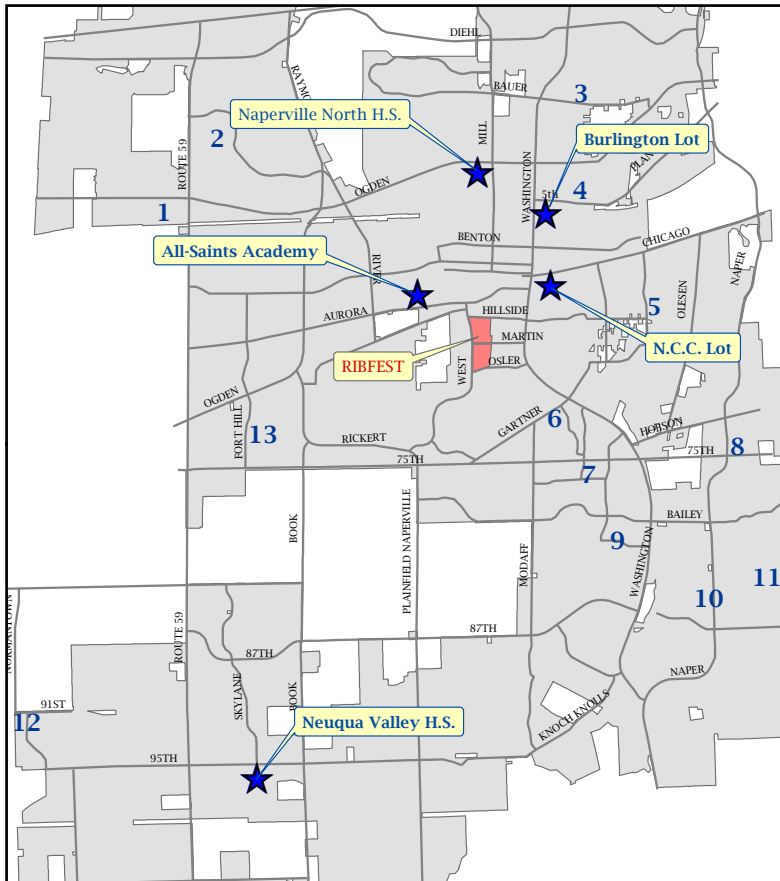 DIEHL
RAYMO
BAUER
3
Naperville North H.S.
2
MILL
Burlington Lot
ROUTE 59
WASHINGTON
PLAN
OGDEN
5th
4
1
BENTON
CHICAGO
All-Saints Academy
RIVER
NAPER
OLESEN
5
AURORA
HILLSIDE
MARTIN
N.C.C. Lot
RIBFEST
WEST
OSLER
OGDEN
FORT HILL
13
RICKERT
GARTNER
6
HOBSON
8
75TH
75TH
7
BOOK
PLAINFIELD NAPERVILLE
MODAFF
BAILEY
9
WASHINGTON
10
11
NORMANTOWN
ROUTE 59
87TH
87TH
NAPER
SKYLANE
BOOK
91ST
12
KNOCH KNOLLS
Neuqua Valley H.S.
95TH